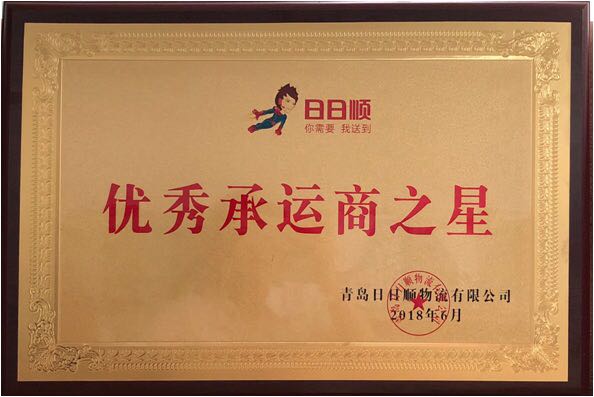 日日顺
你需要 我送到
优秀承运商之星
青岛日日顺物流有限公司
2018年6月